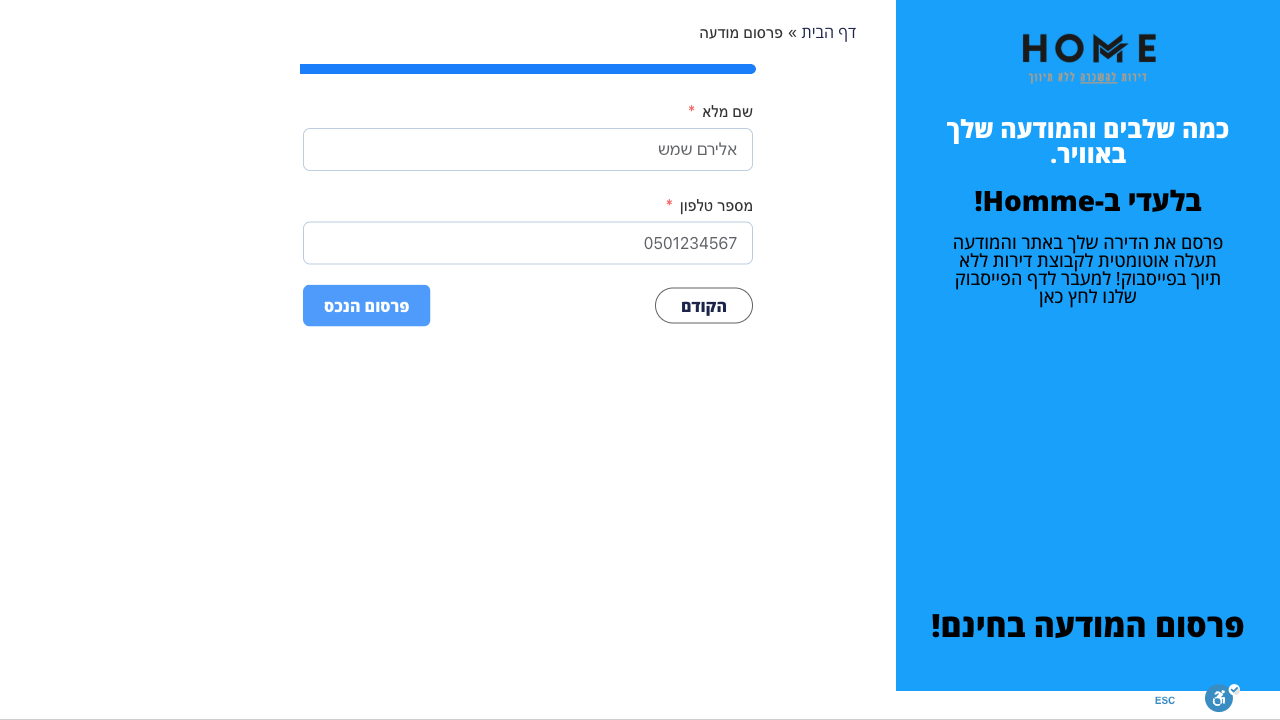 HOME
דירות להשכרה ללא תיווך
כמה שלבים והמודעה שלך
באוויר.
בלעדי ב-Homme!
פרסם את הדירה שלך באתר והמודעה
תעלה אוטומטית לקבוצת דירות ללא
תיוך בפייסבוק! למעבר לדף הפייסבוק
שלנו לחץ כאן
פרסום המודעה בחינם!
ESC
דף הבית » פרסום מודעה
שם מלא *
אלירם שמש
מספר טלפון *
0501234567
הקודם
פרסום הנכס